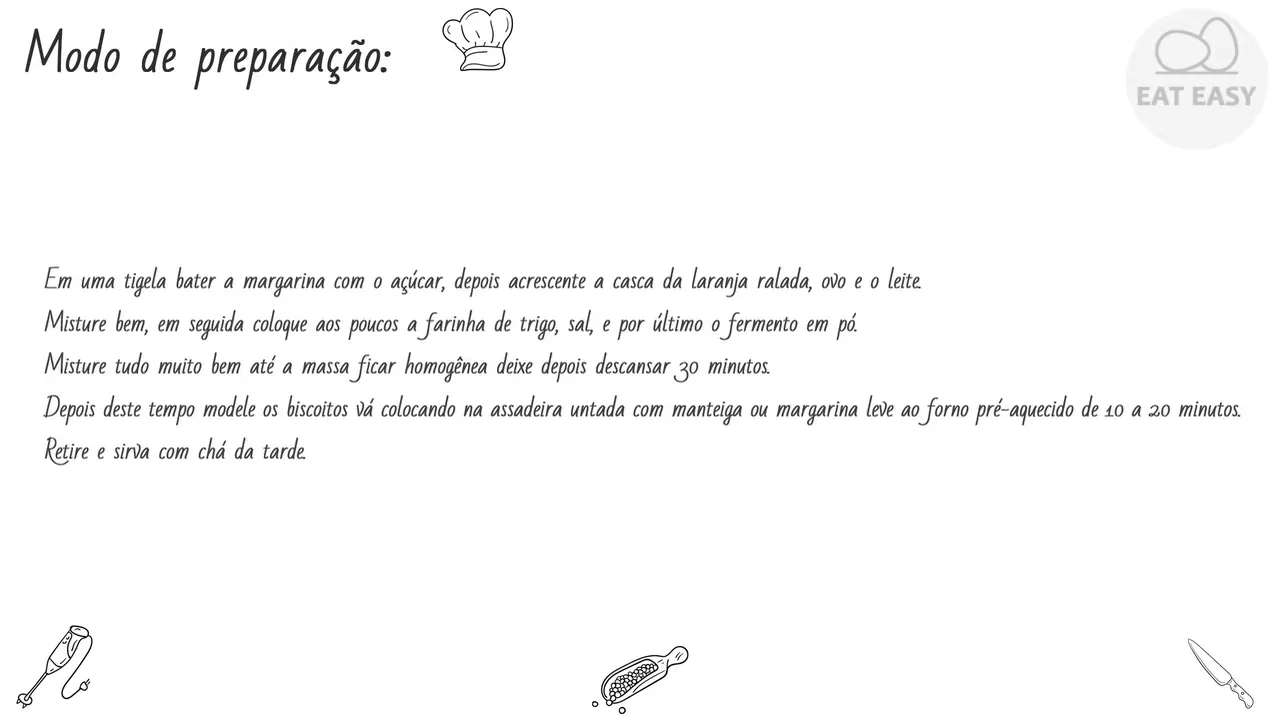 Modo de preparação:
EAT EASY
Em uma tigela bater a margarina com o açúcar, depois acrescente a casca da laranja ralada, ovo e o leite.
Misture bem, em seguida coloque aos poucos a farinha de trigo, sal, e por último o fermento em pó.
Misture tudo muito bem até a massa ficar homogênea deixe depois descansar 30 minutos.
Depois deste tempo modele os biscoitos vá colocando na assadeira untada com manteiga ou margarina leve ao forno pré-aquecido de 10 a 20 minutos.
Retire e sirva com chá da tarde.